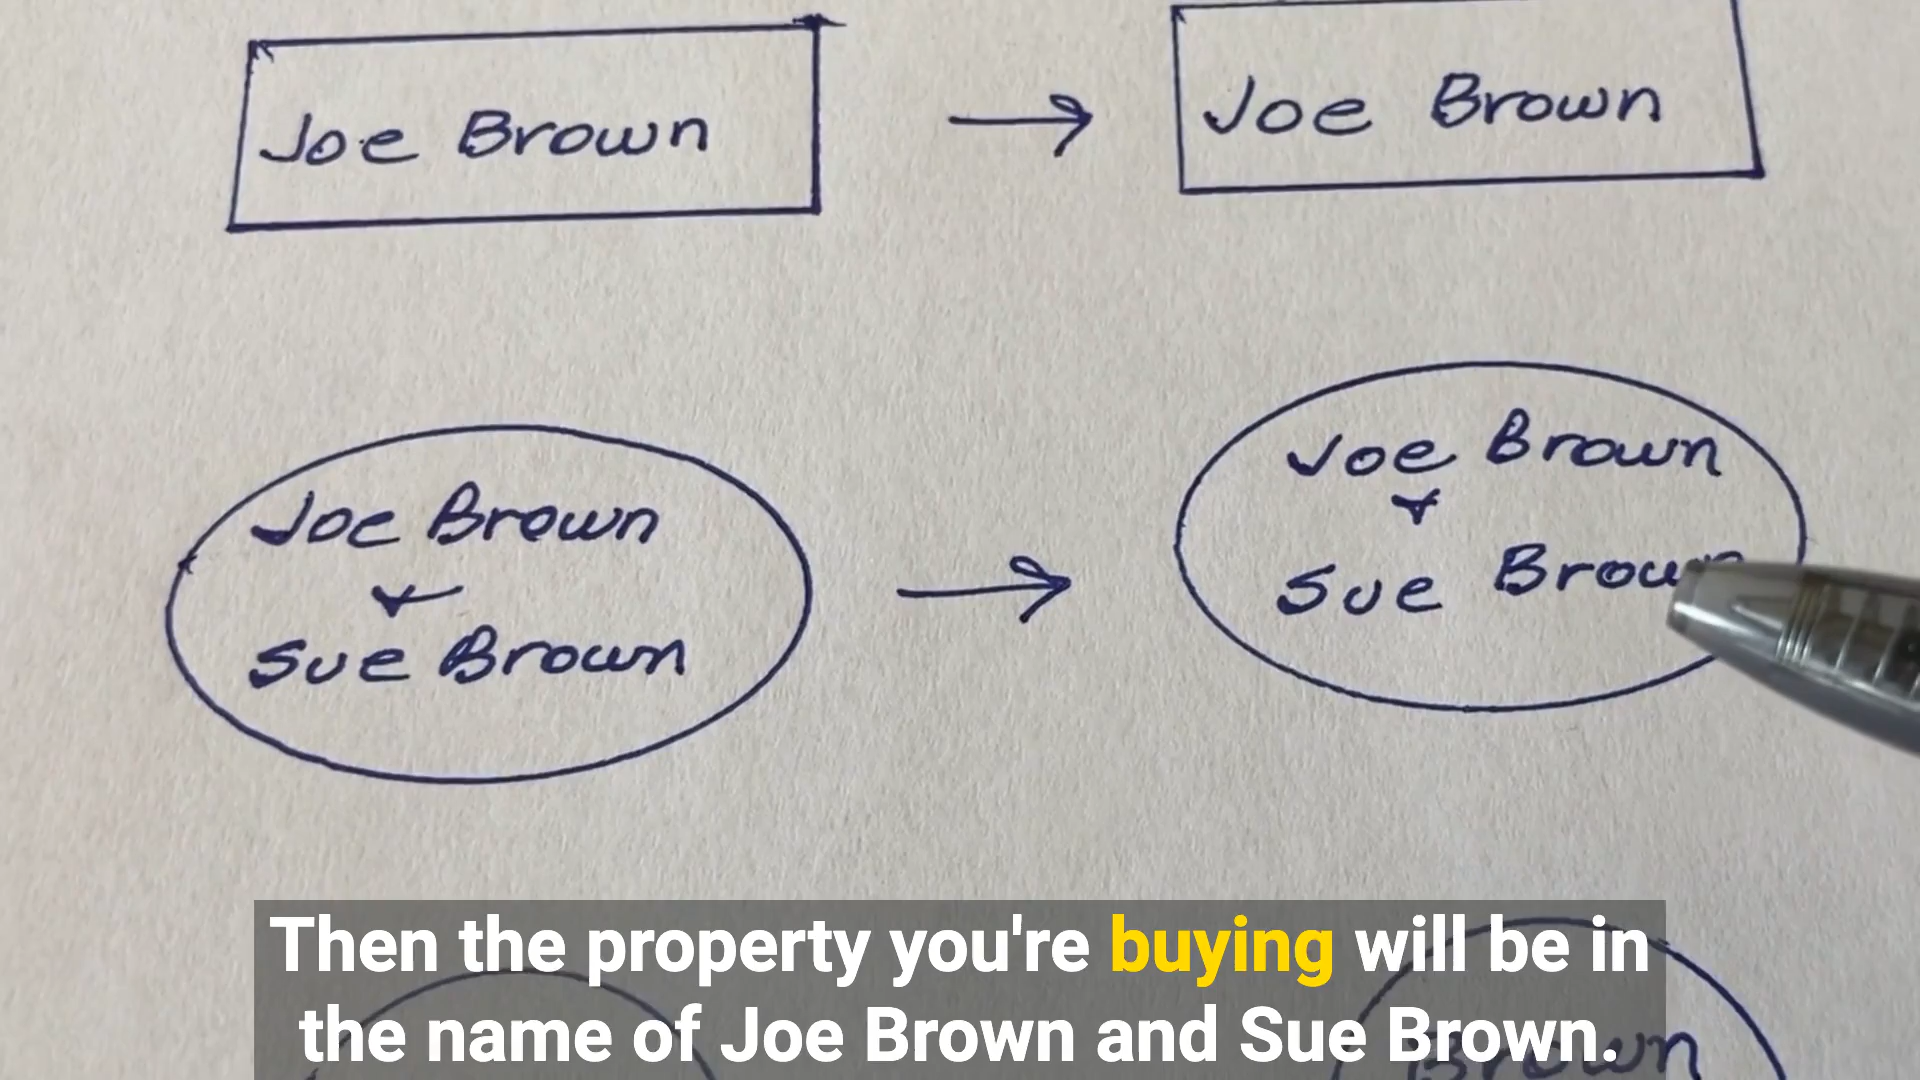 Joe Brown
Joe Brown
Joe Brown
&
Sue Brown
Joe Brown
&
Sue Brown
Then the property you're buying will be in
the name of Joe Brown and Sue Brown.
Brown